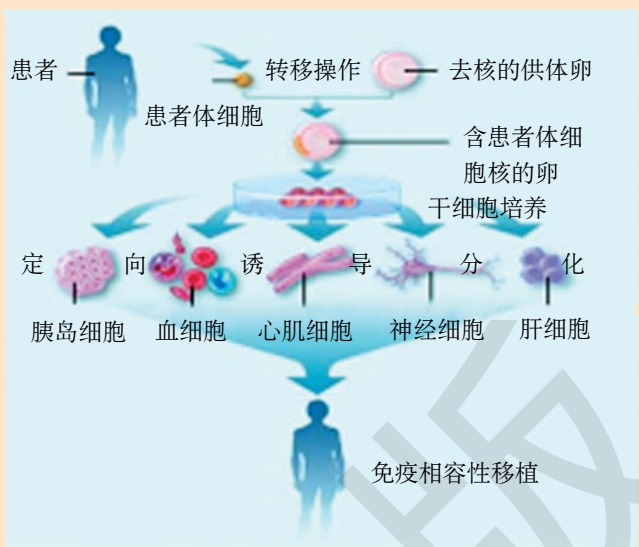 患者
转移操作
去核的供体卵
患者体细胞
含患者体细
胞核的卵
干细胞培养
定向诱导分化
胰岛细胞
血细胞
心肌细胞
神经细胞
肝细胞
免疫相容性移植
版